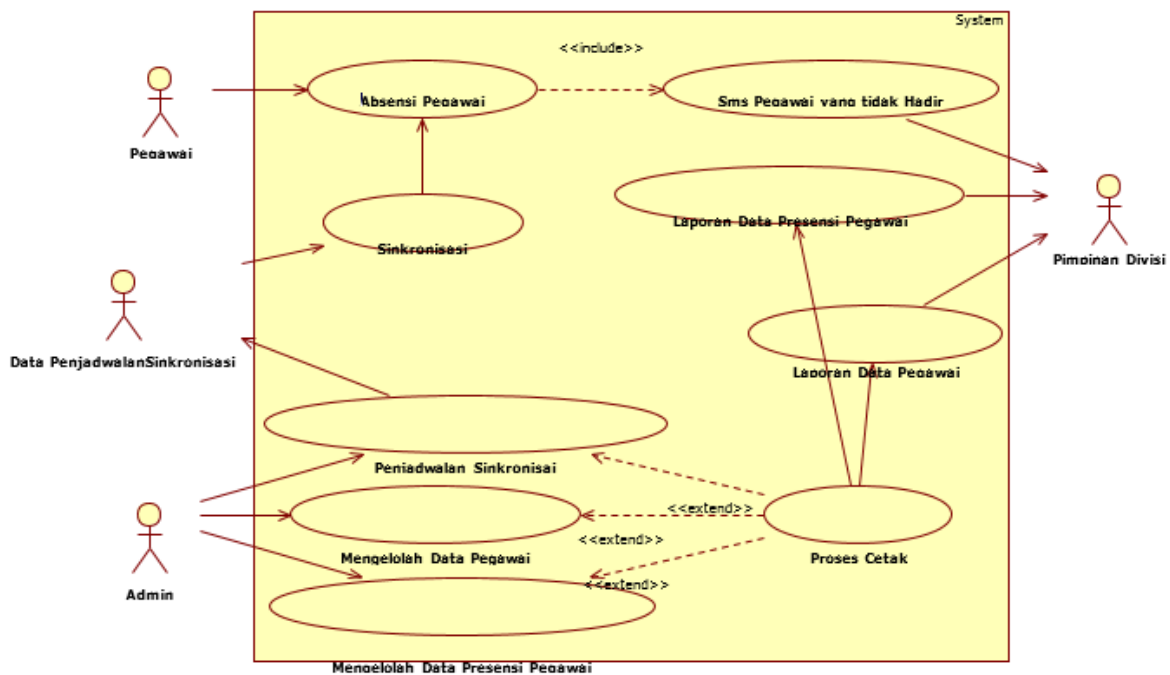 System
<<include>>
Absensi Pegawai
Sms Pegawai yang tidak Hadir
Pegawai
Laporan Data Presensi Pegawai
Sinkronisasi
Pimpinan Divisi
Data PenjadwalanSinkronisasi
Laporan Data Pegawai
Penjadwalan Sinkronisai
<<extend>>
<<extend>>
Mengelolah Data Pegawai
Proses Cetak
<<extend>>
Admin
Mengelolah Data Presensi Pegawai